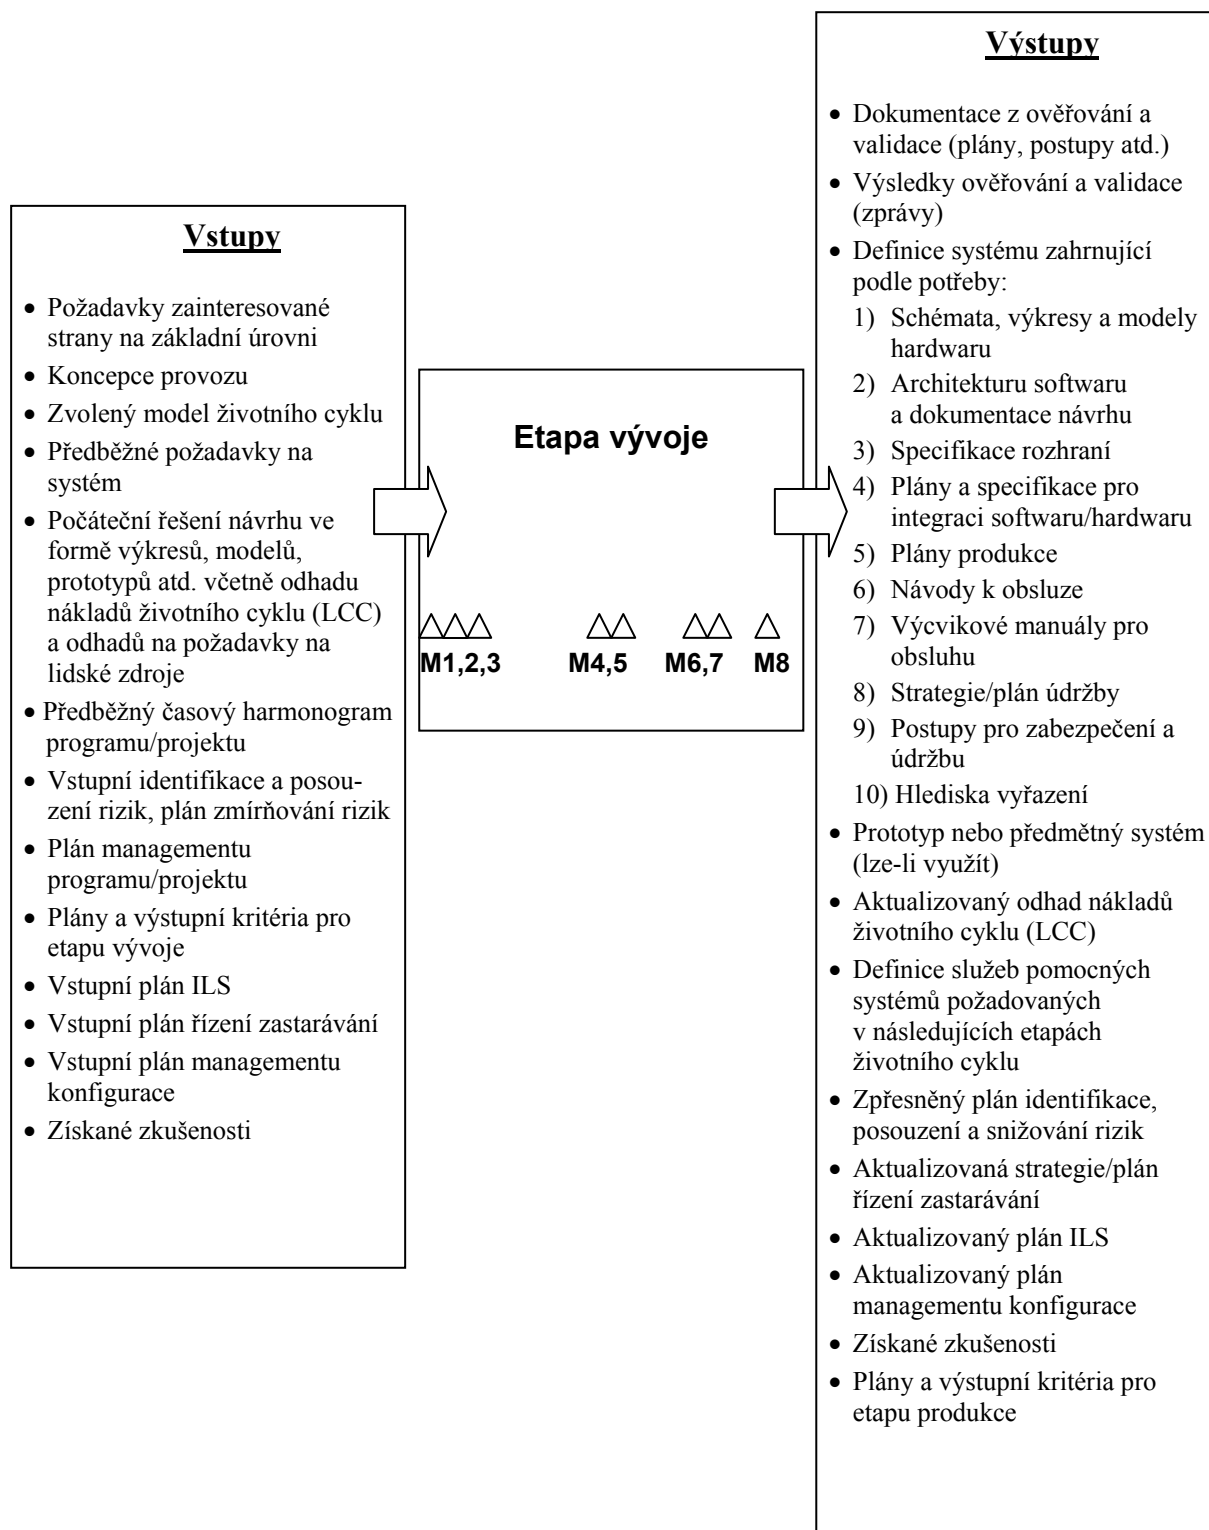 Vstupy
• Požadavky zainteresované
strany na základní úrovni
• Koncepce provozu
• Zvolený model životního cyklu
• Předběžné požadavky na
systém
• Počáteční řešení návrhu ve
formě výkresů, modelů,
prototypů atd. včetně odhadu
nákladů životního cyklu (LCC)
a odhadů na požadavky na
lidské zdroje
• Předběžný časový harmonogram
programu/projektu
• Vstupní identifikace a posou-
zení rizik, plán zmírňování rizik
• Plán managementu
programu/projektu
• Plány a výstupní kritéria pro
etapu vývoje
• Vstupní plán ILS
• Vstupní plán řízení zastarávání
• Vstupní plán managementu
konfigurace
• Získané zkušenosti
Etapa vývoje
M1,2,3 M4,5 M6,7 M8
Výstupy
• Dokumentace z ověřování a
validace (plány, postupy atd.)
• Výsledky ověřování a validace
(zprávy)
• Definice systému zahrnující
podle potřeby:
1) Schémata, výkresy a modely
hardwaru
2) Architekturu softwaru
a dokumentace návrhu
3) Specifikace rozhraní
4) Plány a specifikace pro
integraci softwaru/hardwaru
5) Plány produkce
6) Návody k obsluze
7) Výcvikové manuály pro
obsluhu
8) Strategie/plán údržby
9) Postupy pro zabezpečení a
údržbu
10) Hlediska vyřazení
• Prototyp nebo předmětný systém
(lze-li využít)
• Aktualizovaný odhad nákladů
životního cyklu (LCC)
• Definice služeb pomocných
systémů požadovaných
v následujících etapách
životního cyklu
• Zpřesněný plán identifikace,
posouzení a snižování rizik
• Aktualizovaná strategie/plán
řízení zastarávání
• Aktualizovaný plán ILS
• Aktualizovaný plán
managementu konfigurace
• Získané zkušenosti
• Plány a výstupní kritéria pro
etapu produkce